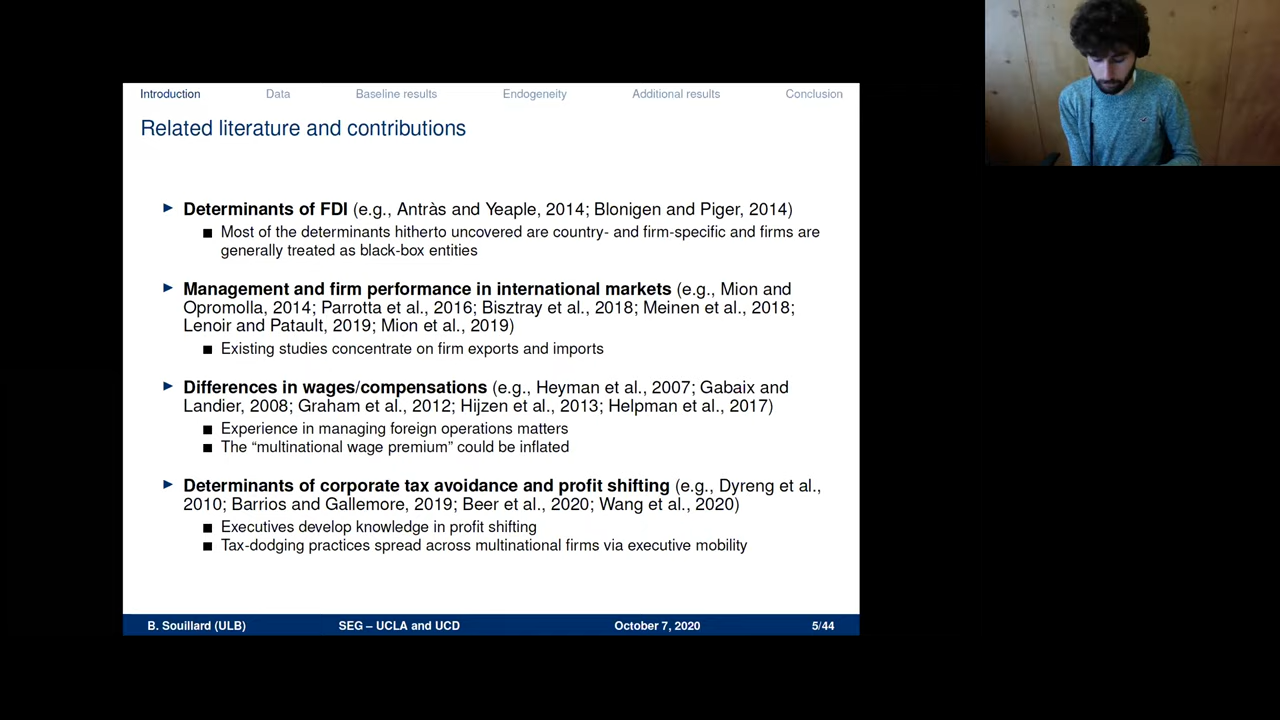 Introduction Data Baseline results Endogeneity Additional results Conclusion
Related literature and contributions
▶ Determinants of FDI (e.g., Antràs and Yeaple, 2014; Blonigen and Piger, 2014)
■ Most of the determinants hitherto uncovered are country- and firm-specific and firms are
generally treated as black-box entities
▶ Management and firm performance in international markets (e.g., Mion and
Opromolla, 2014; Parrotta et al., 2016; Bisztray et al., 2018; Meinen et al., 2018;
Lenoir and Patault, 2019; Mion et al., 2019)
■ Existing studies concentrate on firm exports and imports
▶ Differences in wages/compensations (e.g., Heyman et al., 2007; Gabaix and
Landier, 2008; Graham et al., 2012; Hijzen et al., 2013; Helpman et al., 2017)
■ Experience in managing foreign operations matters
■ The “multinational wage premium” could be inflated
▶ Determinants of corporate tax avoidance and profit shifting (e.g., Dyreng et al.,
2010; Barrios and Gallemore, 2019; Beer et al., 2020; Wang et al., 2020)
■ Executives develop knowledge in profit shifting
■ Tax-dodging practices spread across multinational firms via executive mobility
B. Souillard (ULB) SEG – UCLA and UCD October 7, 2020 5/44